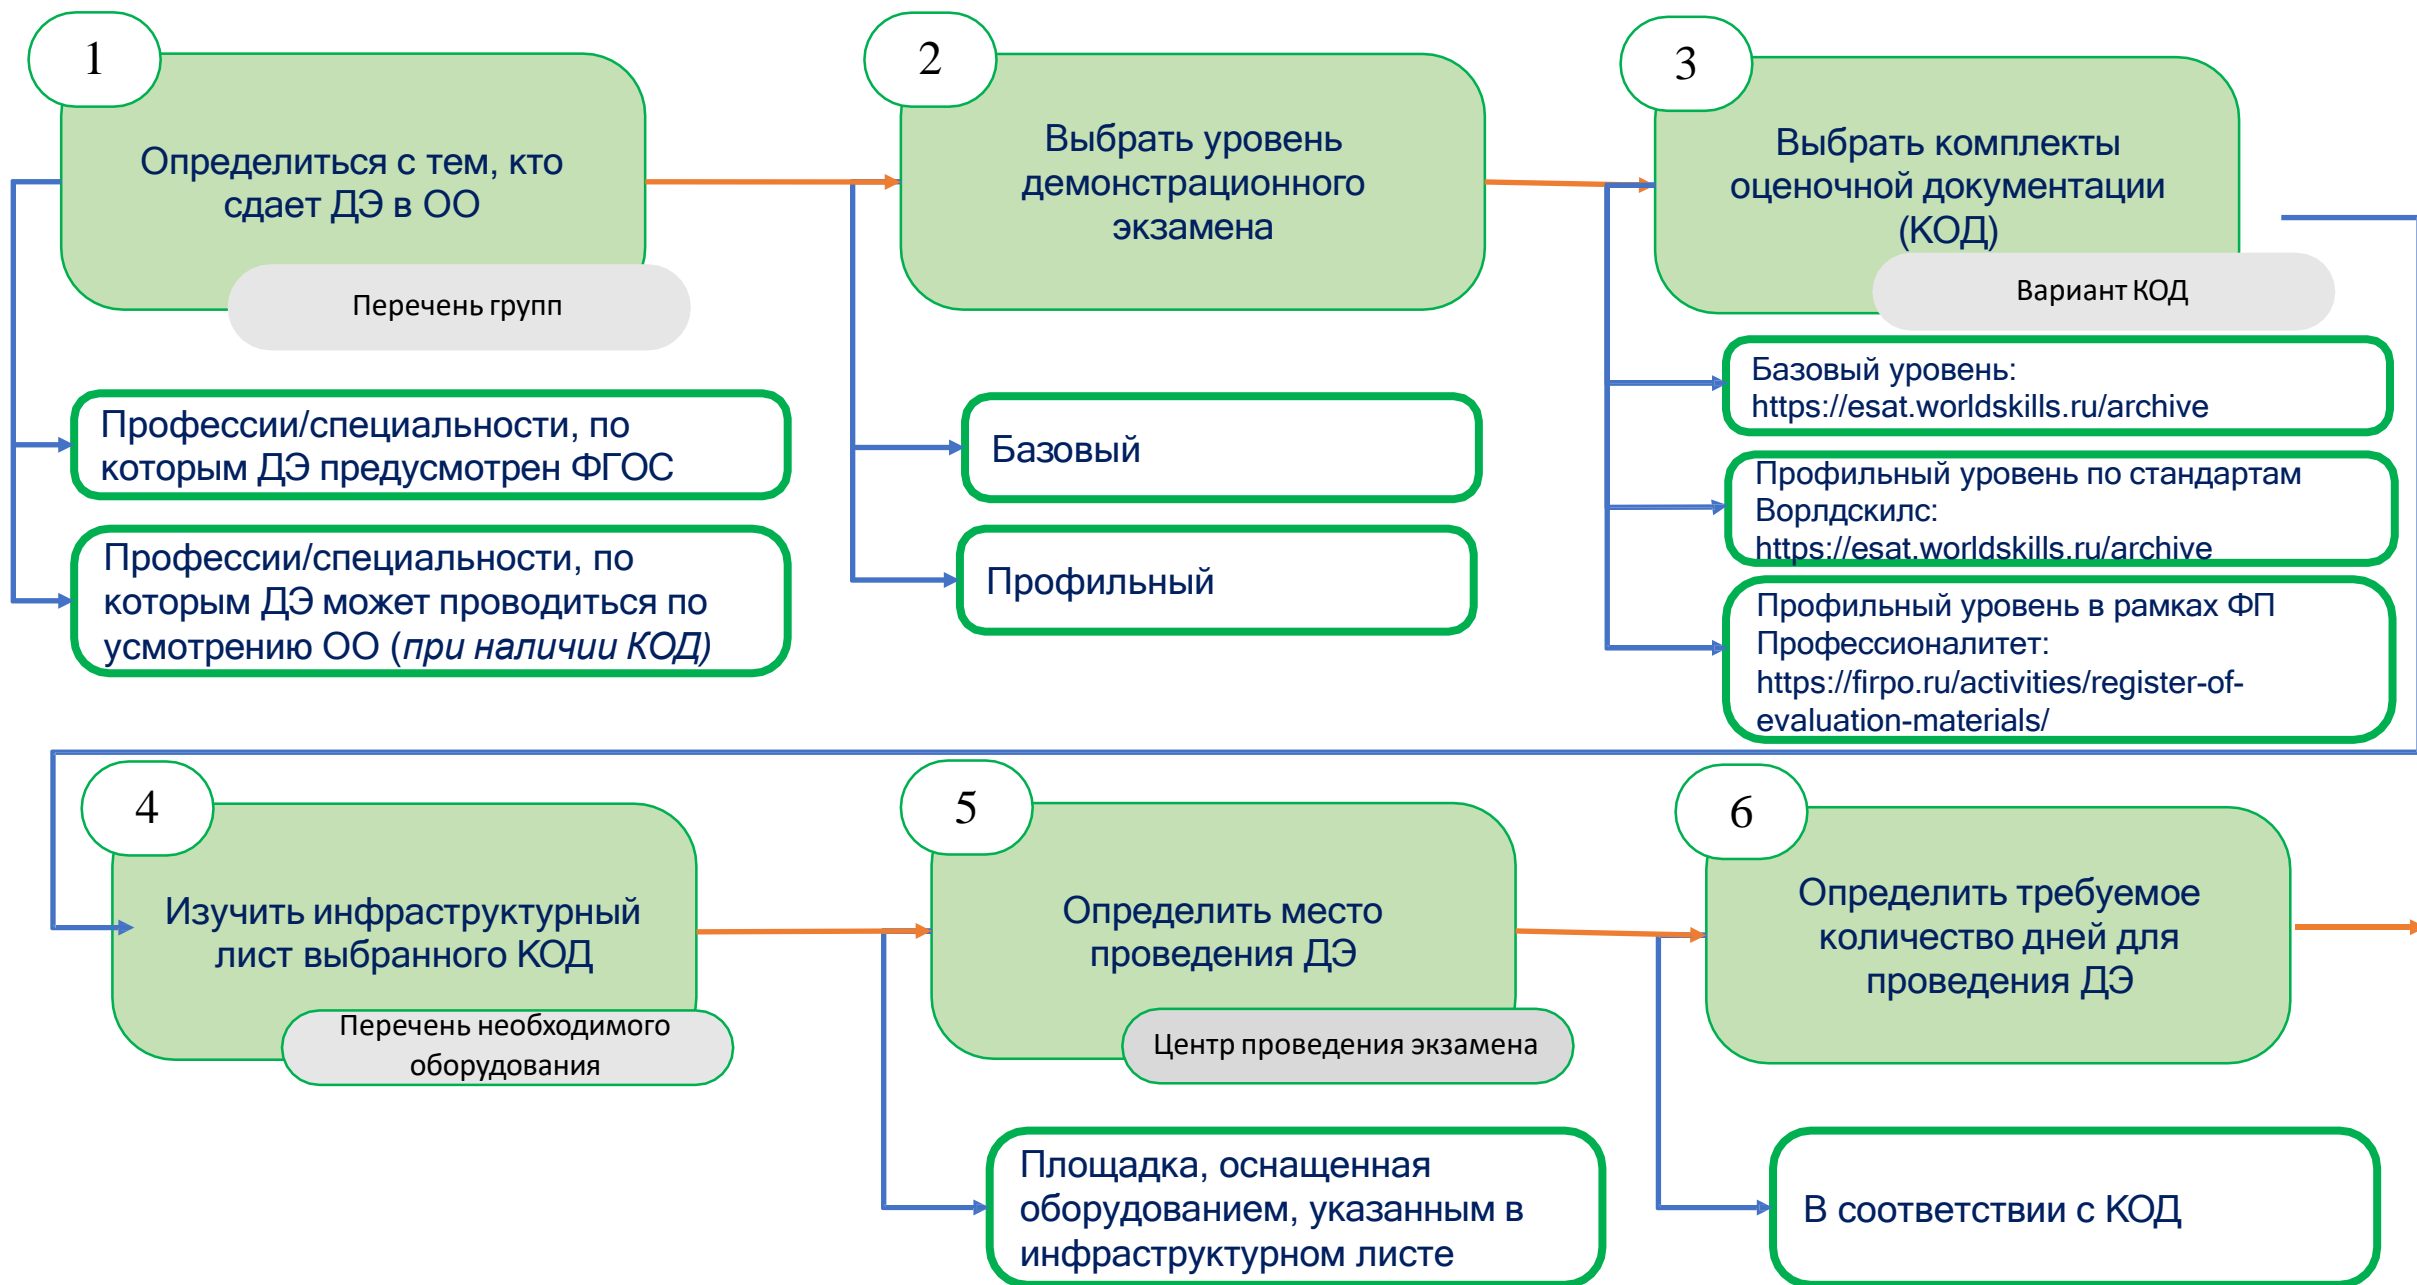 1
Определиться с тем, кто
сдает ДЭ в ОО
Перечень групп
Профессии/специальности, по
которым ДЭ предусмотрен ФГОС
Профессии/специальности, по
которым ДЭ может проводиться по
усмотрению ОО (при наличии КОД)
2
Выбрать уровень
демонстрационного
экзамена
Базовый
Профильный
3
Выбрать комплекты
оценочной документации
(КОД)
Вариант КОД
Базовый уровень:
https://esat.worldskills.ru/archive
Профильный уровень по стандартам
Ворлдскилс:
https://esat.worldskills.ru/archive
Профильный уровень в рамках ФП
Профессионалитет:
https://firpo.ru/activities/register-of-
evaluation-materials/
4
Изучить инфраструктурный
лист выбранного КОД
Перечень необходимого
оборудования
5
Определить место
проведения ДЭ
Центр проведения экзамена
Площадка, оснащенная
оборудованием, указанным в
инфраструктурном листе
6
Определить требуемое
количество дней для
проведения ДЭ
В соответствии с КОД